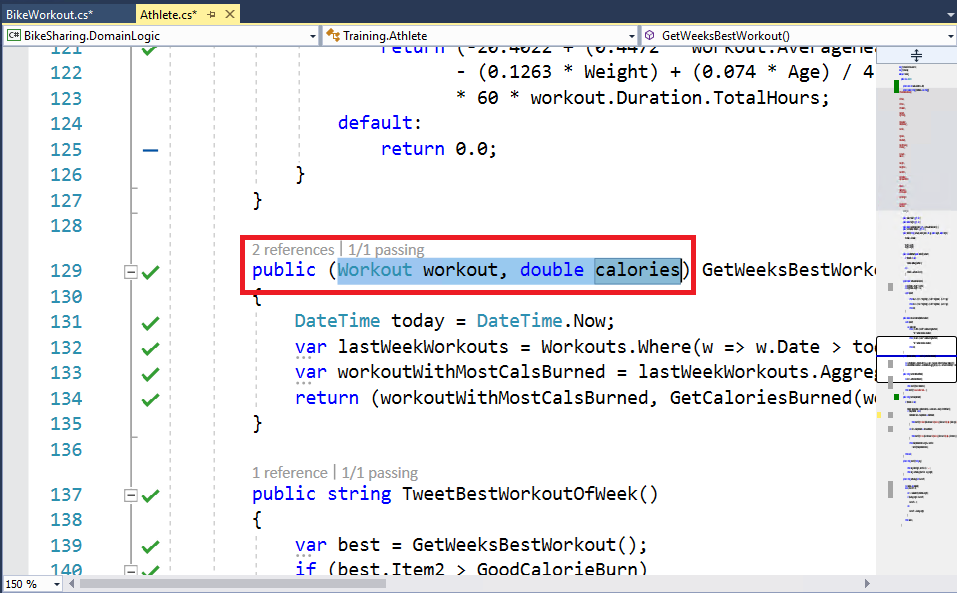 BikeWorkout.cs* Athlete.cs*
C# BikeSharing.DomainLogic Training.Athlete GetWeeksBestWorkout()
121 return (-20.4022 + (0.4472 * workout.AverageHea
122 - (0.1263 * Weight) + (0.074 * Age) / 4
123 * 60 * workout.Duration.TotalHours;
124 default:
125 return 0.0;
126 }
127 }
128
2 references | 1/1 passing
129 public (Workout workout, double calories) GetWeeksBestWorko
130 {
131 DateTime today = DateTime.Now;
132 var lastWeekWorkouts = Workouts.Where(w => w.Date > tod
133 var workoutWithMostCalsBurned = lastWeekWorkouts.Aggreg
134 return (workoutWithMostCalsBurned, GetCaloriesBurned(wo
135 }
136
1 reference | 1/1 passing
137 public string TweetBestWorkoutOfWeek()
138 {
139 var best = GetWeeksBestWorkout();
140 if (best.Item2 > GoodCalorieBurn)
150 %